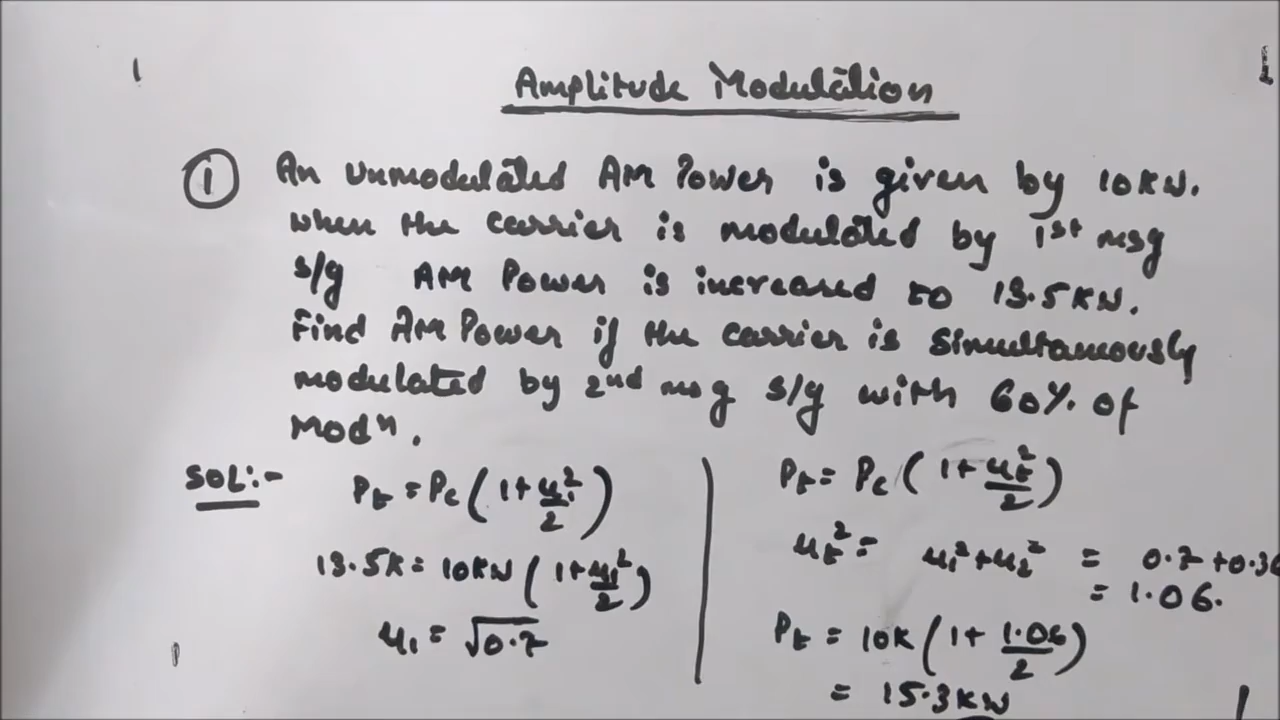 Amplitude Modulation
① An Unmodulated AM Power is given by 10KW.
When the carrier is modulated by 1st msg
s/g AM Power is increased to 13.5KW.
Find AM Power if the carrier is Simultaneously
modulated by 2nd msg s/g with 60% of
Modⁿ.
SOL:-
Pt = Pc (1+μ₁²/2)
13.5K = 10KW (1+μ₁²/2)
μ₁ = √0.7
Pt = Pc (1+μt²/2)
μt² = μ₁²+μ₂² = 0.7+0.36
= 1.06.
Pt = 10K (1+ 1.06/2)
= 15.3KW